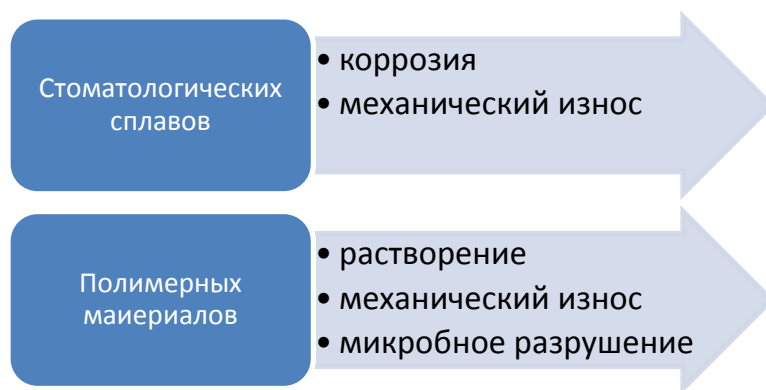 Стоматологических
сплавов
• коррозия
• механический износ
Полимерных
маиериалов
• растворение
• механический износ
• микробное разрушение